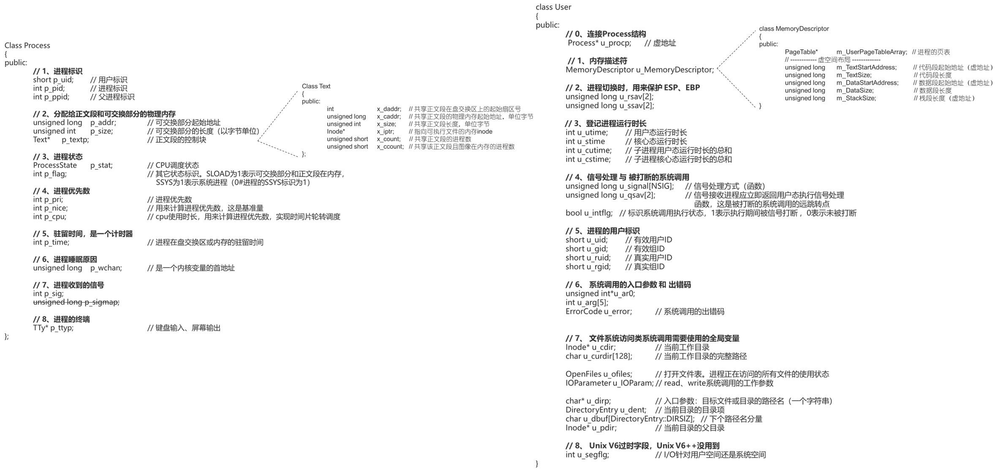 Class Process
{
public:
// 1、进程标识
short p_uid; // 用户标识
int p_pid; // 进程标识
int p_ppid; // 父进程标识
// 2、分配给正文段和可交换部分的物理内存
unsigned long p_addr; // 可交换部分起始地址
unsigned int p_size; // 可交换部分的长度（以字节单位）
Text* p_textp; // 正文段的控制块
// 3、进程状态
ProcessState p_stat; // CPU调度状态
int p_flag; // 其它状态标识。SLOAD为1表示可交换部分和正文段在内存，
SSYS为1表示系统进程（0#进程的SSYS标识为1）
// 4、进程优先数
int p_pri; // 进程优先数
int p_nice; // 用来计算进程优先数，这是基准量
int p_cpu; // cpu使用时长，用来计算进程优先数，实现时间片轮转调度
// 5、驻留时间，是一个计时器
int p_time; // 进程在盘交换区或内存的驻留时间
// 6、进程睡眠原因
unsigned long p_wchan; // 是一个内核变量的首地址
// 7、进程收到的信号
int p_sig;
unsigned long p_sigmap;
// 8、进程的终端
TTy* p_ttyp; // 键盘输入、屏幕输出
};
Class Text
{
public:
int x_daddr; // 共享正文段在盘交换区上的起始扇区号
unsigned long x_caddr; // 共享正文段的物理内存起始地址，单位字节
unsigned int x_size; // 共享正文段长度，单位字节
Inode* x_iptr; // 指向可执行文件的内存inode
unsigned short x_count; // 共享正文段的进程数
unsigned short x_ccount; // 共享该正文段且图像在内存的进程数
};
class User
{
public:
// 0、连接Process结构
Process* u_procp; // 虚地址
// 1、内存描述符
MemoryDescriptor u_MemoryDescriptor;
// 2、进程切换时，用来保护 ESP、EBP
unsigned long u_rsav[2];
unsigned long u_ssav[2];
// 3、登记进程运行时长
int u_utime; // 用户态运行时长
int u_stime // 核心态运行时长
int u_cutime; // 子进程用户态运行时长的总和
int u_cstime; // 子进程核心态运行时长的总和
// 4、信号处理 与 被打断的系统调用
unsigned long u_signal[NSIG]; // 信号处理方式（函数）
unsigned long u_qsav[2]; // 信号接收进程应立即返回用户态执行信号处理
函数，这是被打断的系统调用的远跳转点
bool u_intflg; // 标识系统调用执行状态，1表示执行期间被信号打断 ，0表示未被打断
// 5、进程的用户标识
short u_uid; // 有效用户ID
short u_gid; // 有效组ID
short u_ruid; // 真实用户ID
short u_rgid; // 真实组ID
// 6、 系统调用的入口参数 和 出错码
unsigned int*u_ar0;
int u_arg[5];
ErrorCode u_error; // 系统调用的出错码
// 7、 文件系统访问类系统调用需要使用的全局变量
Inode* u_cdir; // 当前工作目录
char u_curdir[128]; // 当前工作目录的完整路径
OpenFiles u_ofiles; // 打开文件表。进程正在访问的所有文件的使用状态
IOParameter u_IOParam; // read、write系统调用的工作参数
char* u_dirp; // 入口参数：目标文件或目录的路径名（一个字符串）
DirectoryEntry u_dent; // 当前目录的目录项
char u_dbuf[DirectoryEntry::DIRSIZ]; // 下个路径名分量
Inode* u_pdir; // 当前目录的父目录
// 8、 Unix V6过时字段，Unix V6++没用到
int u_segflg; // I/O针对用户空间还是系统空间
}
class MemoryDescriptor
{
public:
PageTable* m_UserPageTableArray; // 进程的页表
// ------------ 虚空间布局 -------------
unsigned long m_TextStartAddress; // 代码段起始地址（虚地址）
unsigned long m_TextSize; // 代码段长度
unsigned long m_DataStartAddress; // 数据段起始地址（虚地址）
unsigned long m_DataSize; // 数据段长度
unsigned long m_StackSize; // 栈段长度（虚地址）
}